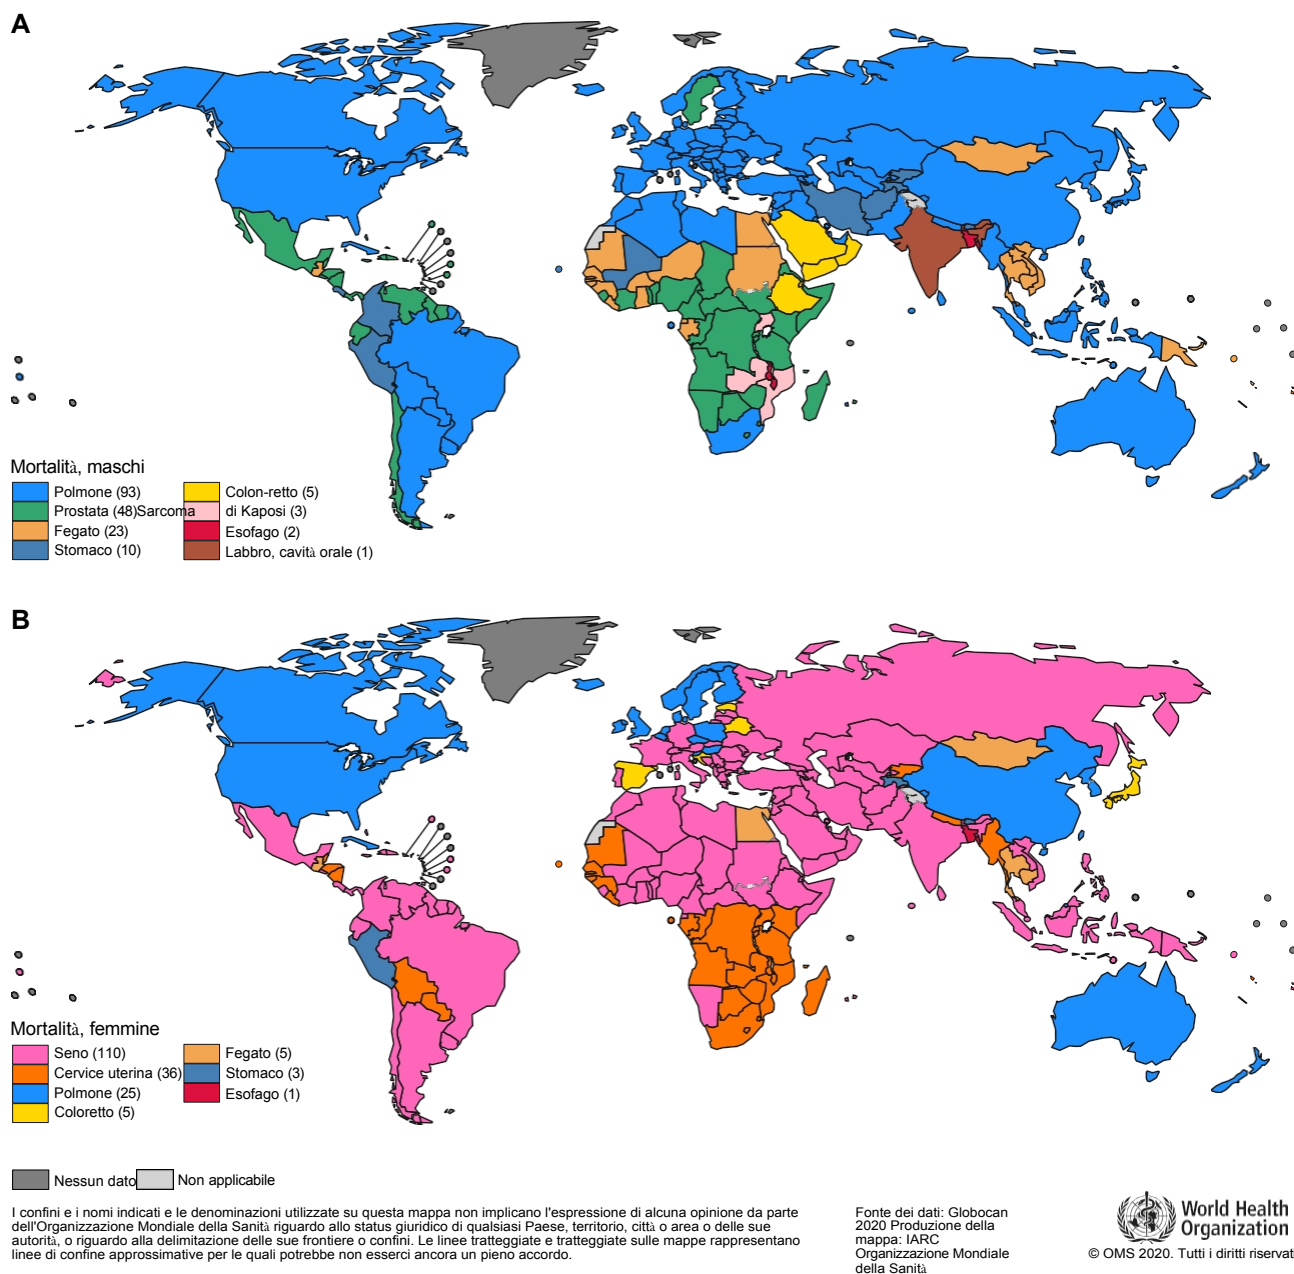 A
Mortalità, maschi
Polmone (93)
Prostata (48)Sarcoma
Fegato (23)
Stomaco (10)
Colon-retto (5)
di Kaposi (3)
Esofago (2)
Labbro, cavità orale (1)
B
Mortalità, femmine
Seno (110)
Cervice uterina (36)
Polmone (25)
Coloretto (5)
Fegato (5)
Stomaco (3)
Esofago (1)
Nessun dato
Non applicabile
I confini e i nomi indicati e le denominazioni utilizzate su questa mappa non implicano l'espressione di alcuna opinione da parte
dell'Organizzazione Mondiale della Sanità riguardo allo status giuridico di qualsiasi Paese, territorio, città o area o delle sue
autorità, o riguardo alla delimitazione delle sue frontiere o confini. Le linee tratteggiate e tratteggiate sulle mappe rappresentano
linee di confine approssimative per le quali potrebbe non esserci ancora un pieno accordo.
Fonte dei dati: Globocan
2020 Produzione della
mappa: IARC
Organizzazione Mondiale
della Sanità
World Health
Organization
© OMS 2020. Tutti i diritti riservat